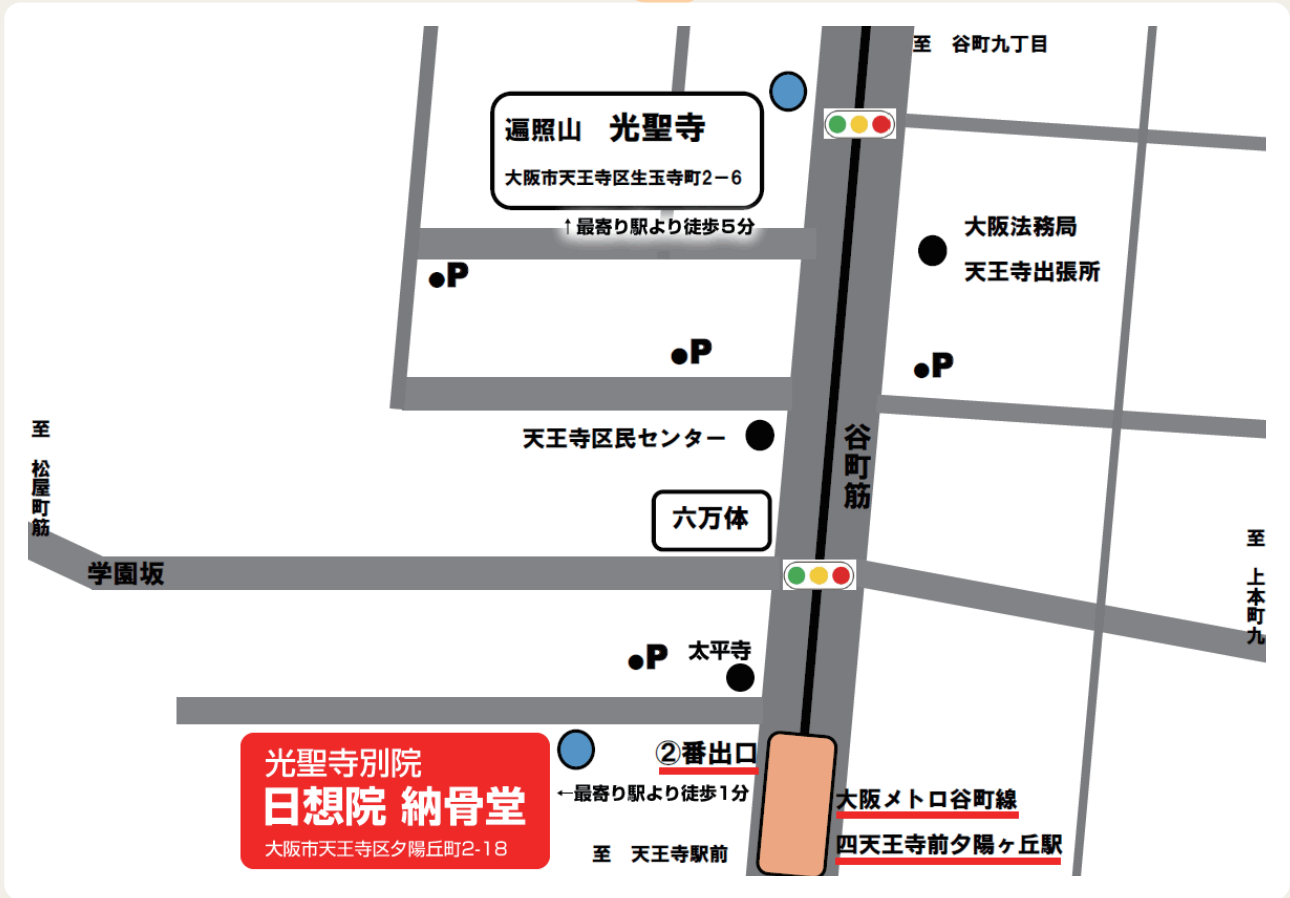 至 谷町九丁目
遍照山 光聖寺
大阪市天王寺区生玉寺町2−6
↑最寄り駅より徒歩5分
大阪法務局
天王寺出張所
●P
●P
●P
至 松屋町筋
天王寺区民センター
谷町筋
六万体
至 上本町九
学園坂
●P
太平寺
光聖寺別院
日想院 納骨堂
大阪市天王寺区夕陽丘町2-18
②番出口
←最寄り駅より徒歩1分
至 天王寺駅前
大阪メトロ谷町線
四天王寺前夕陽ヶ丘駅